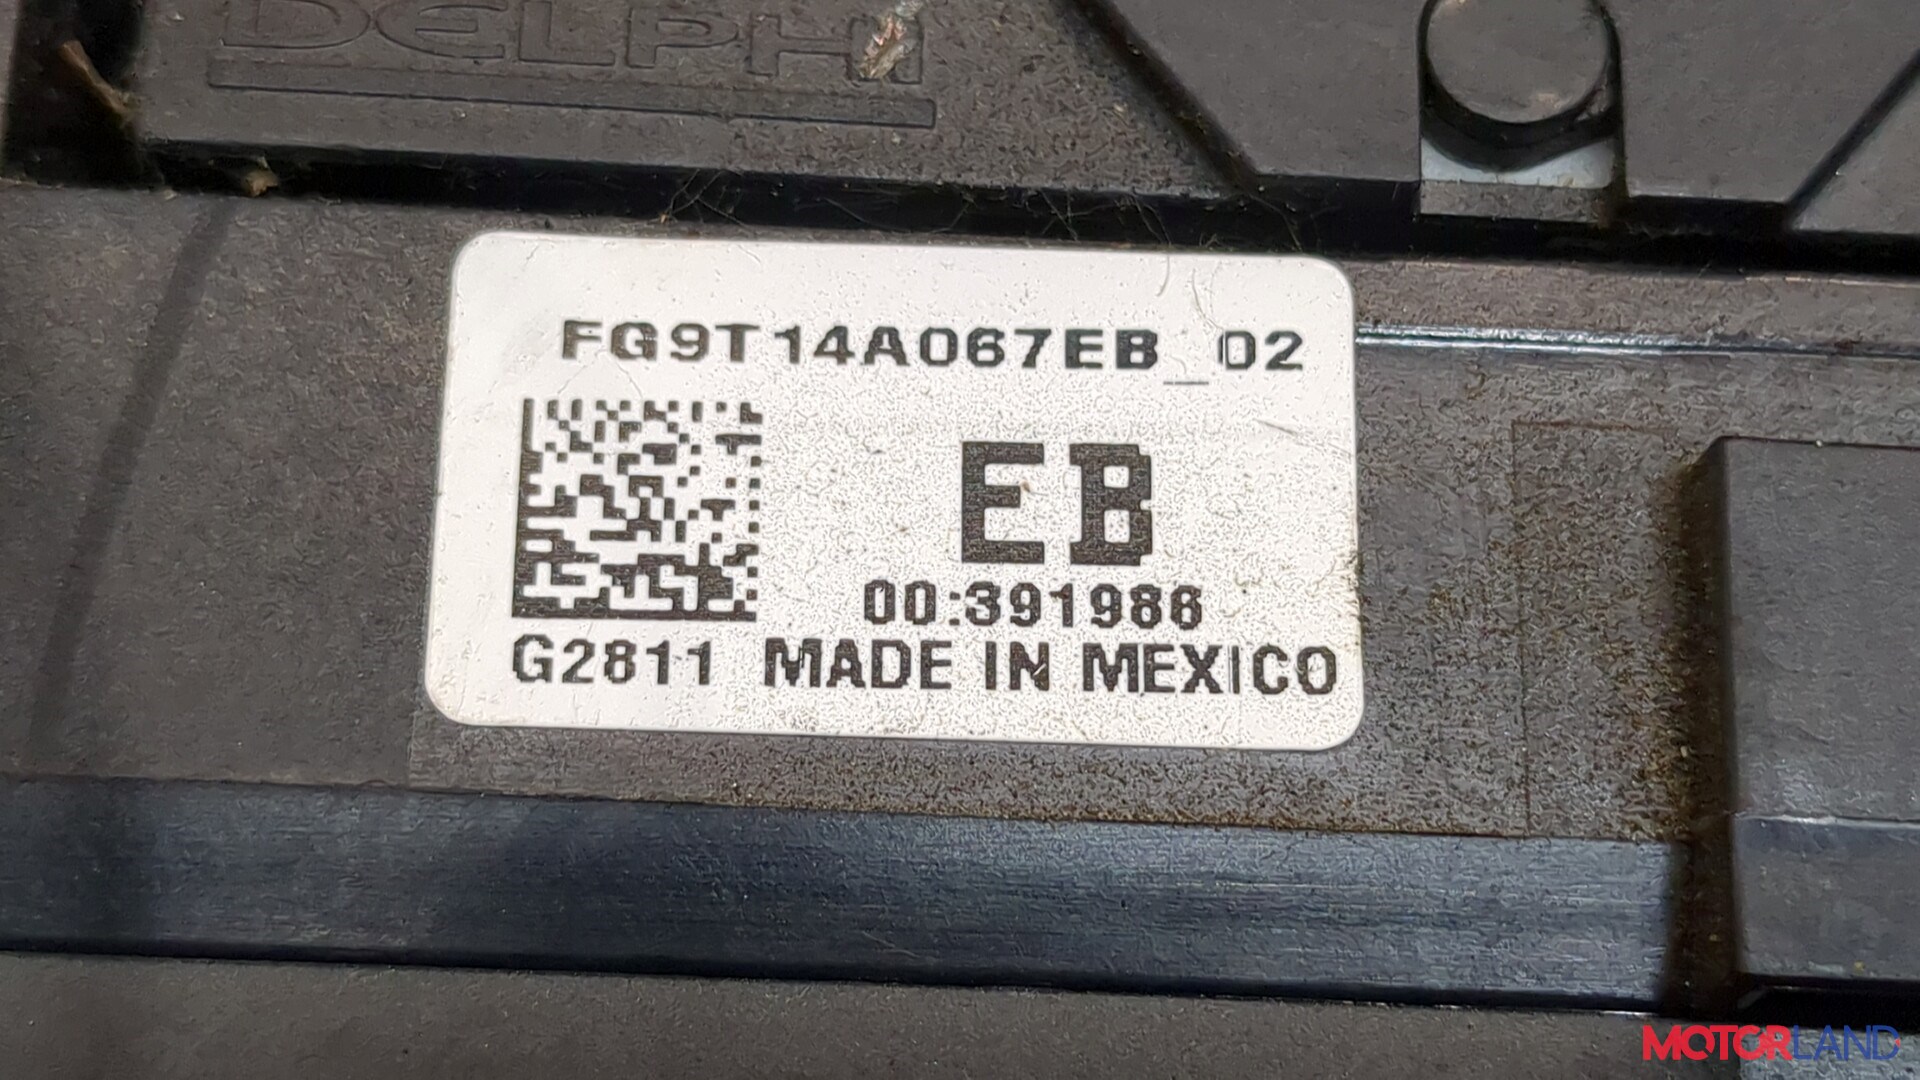 DELPHI
FG9T14A067EB_02
EB
00:391986
G2811 MADE IN MEXICO
MOTORLAND